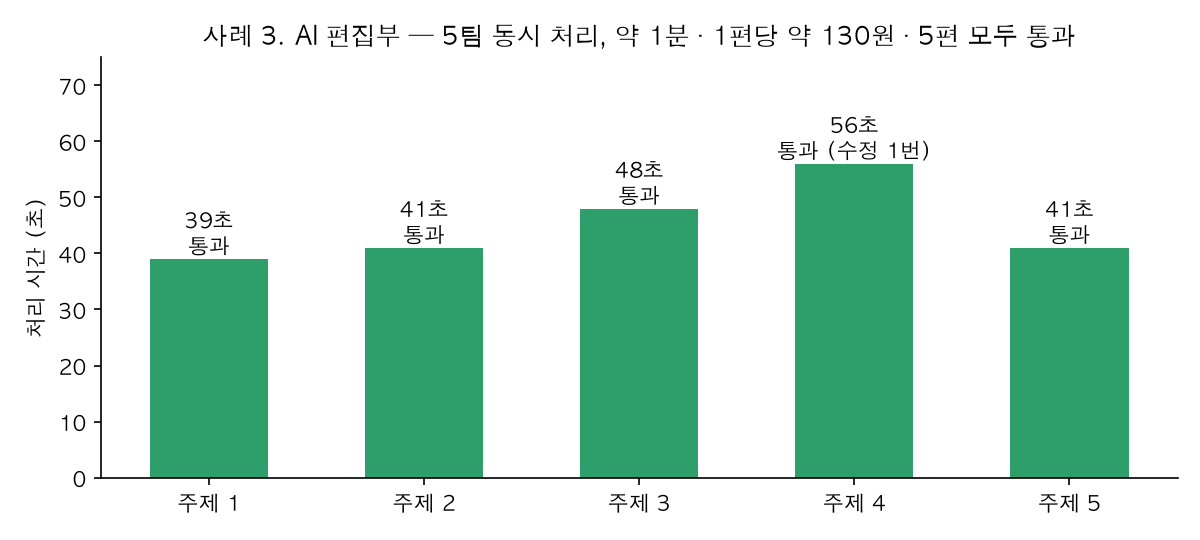 사례 3. AI 편집부 — 5팀 동시 처리, 약 1분 · 1편당 약 130원 · 5편 모두 통과
처리 시간 (초)
70
60
50
40
30
20
10
0
39초
통과
41초
통과
48초
통과
56초
통과 (수정 1번)
41초
통과
주제 1
주제 2
주제 3
주제 4
주제 5